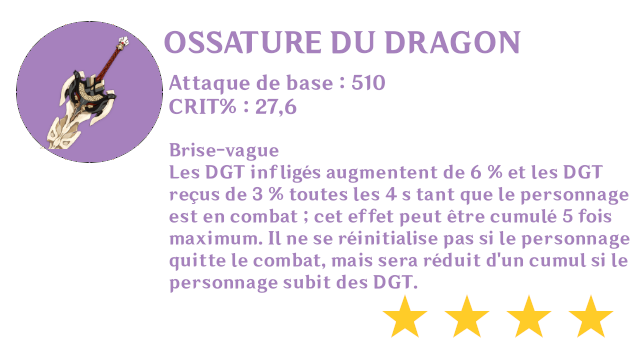 OSSATURE DU DRAGON
Attaque de base : 510
CRIT% : 27,6
Brise-vague
Les DGT infligés augmentent de 6 % et les DGT
reçus de 3 % toutes les 4 s tant que le personnage
est en combat ; cet effet peut être cumulé 5 fois
maximum. Il ne se réinitialise pas si le personnage
quitte le combat, mais sera réduit d'un cumul si le
personnage subit des DGT.